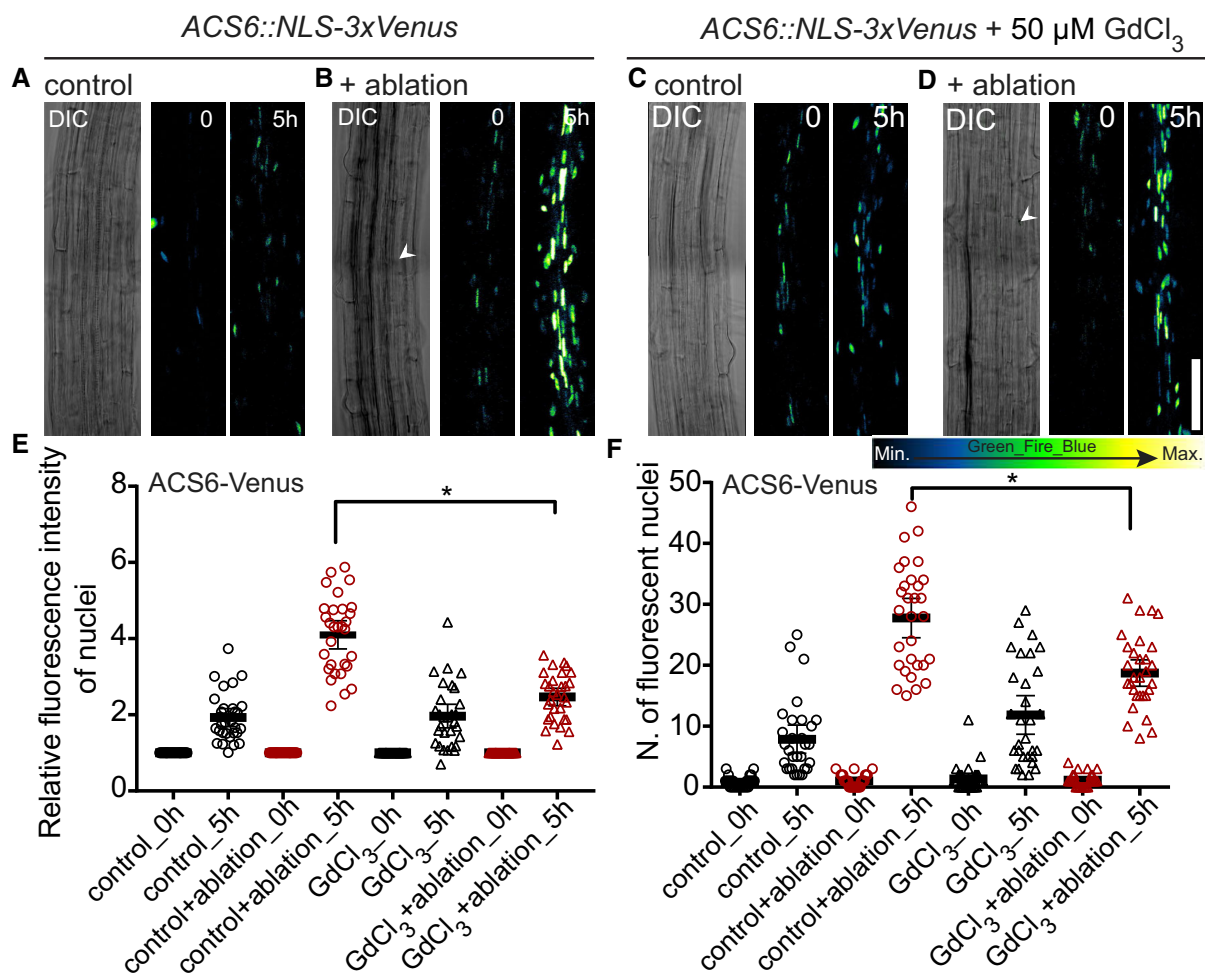 ACS6::NLS-3xVenus
ACS6::NLS-3xVenus + 50 µM GdCl3
A control
B + ablation
C control
D + ablation
DIC 0 5h
DIC 0 5h
DIC 0 5h
DIC 0 5h
Min. Green_Fire_Blue Max.
E
ACS6-Venus
Relative fluorescence intensity
of nuclei
8
6
4
2
0
control_0h
control_5h
control+ablation_0h
control+ablation_5h
GdCl3_0h
GdCl3_5h
GdCl3+ablation_0h
GdCl3+ablation_5h
*
F
ACS6-Venus
N. of fluorescent nuclei
50
40
30
20
10
0
control_0h
control_5h
control+ablation_0h
control+ablation_5h
GdCl3_0h
GdCl3_5h
GdCl3+ablation_0h
GdCl3+ablation_5h
*